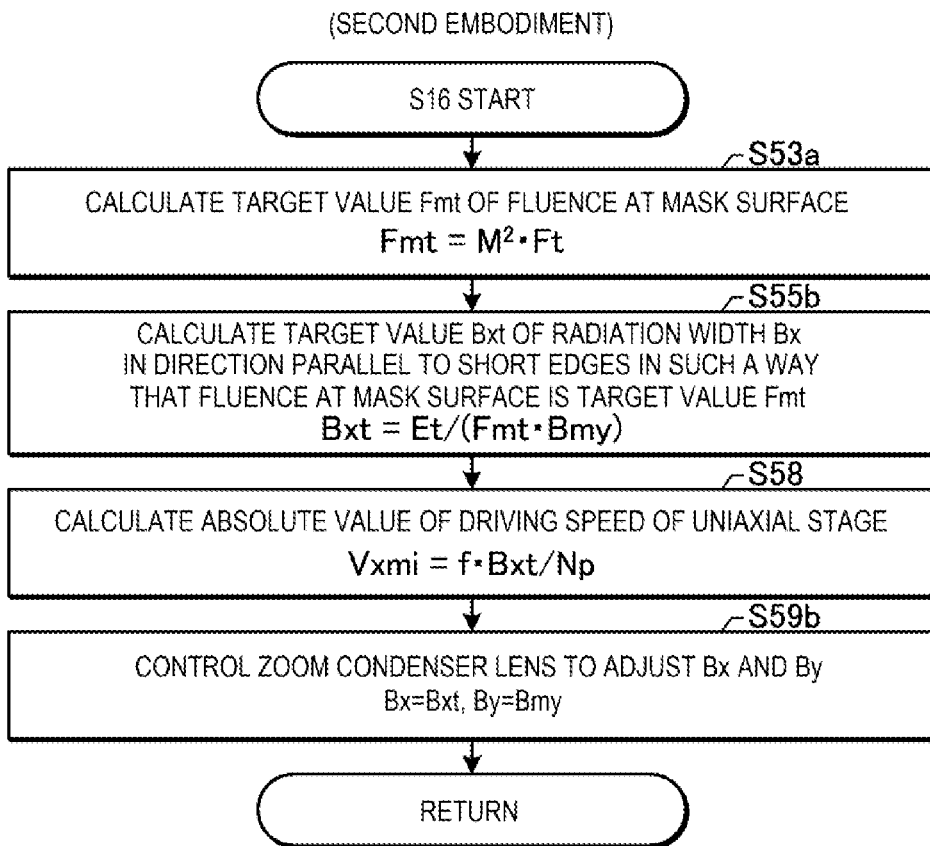 (SECOND EMBODIMENT)
S16 START
S53a
CALCULATE TARGET VALUE Fmt OF FLUENCE AT MASK SURFACE
Fmt = M²·Ft
S55b
CALCULATE TARGET VALUE Bxt OF RADIATION WIDTH Bx
IN DIRECTION PARALLEL TO SHORT EDGES IN SUCH A WAY
THAT FLUENCE AT MASK SURFACE IS TARGET VALUE Fmt
Bxt = Et/(Fmt·Bmy)
S58
CALCULATE ABSOLUTE VALUE OF DRIVING SPEED OF UNIAXIAL STAGE
Vxmi = f·Bxt/Np
S59b
CONTROL ZOOM CONDENSER LENS TO ADJUST Bx AND By
Bx=Bxt, By=Bmy
RETURN